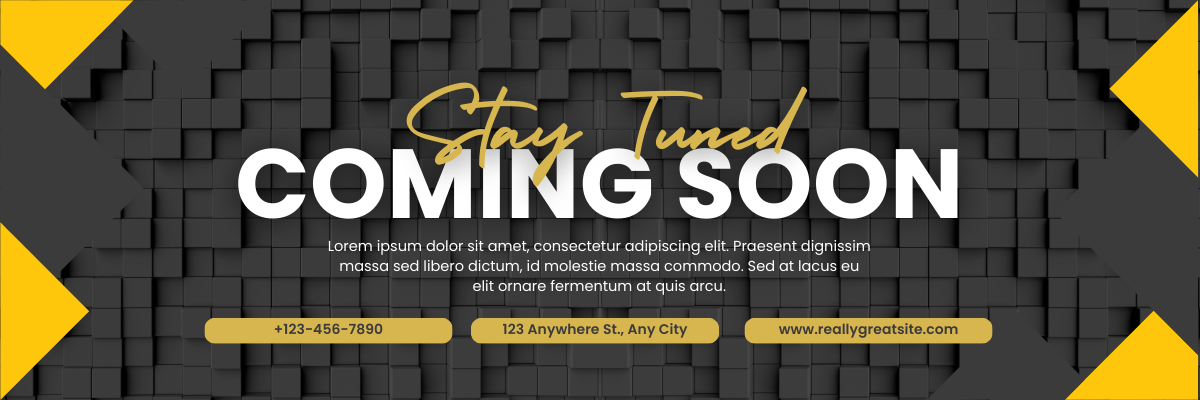 Stay Tuned
COMING SOON
Lorem ipsum dolor sit amet, consectetur adipiscing elit. Praesent dignissim
massa sed libero dictum, id molestie massa commodo. Sed at lacus eu
elit ornare fermentum at quis arcu.
+123-456-7890
123 Anywhere St., Any City
www.reallygreatsite.com